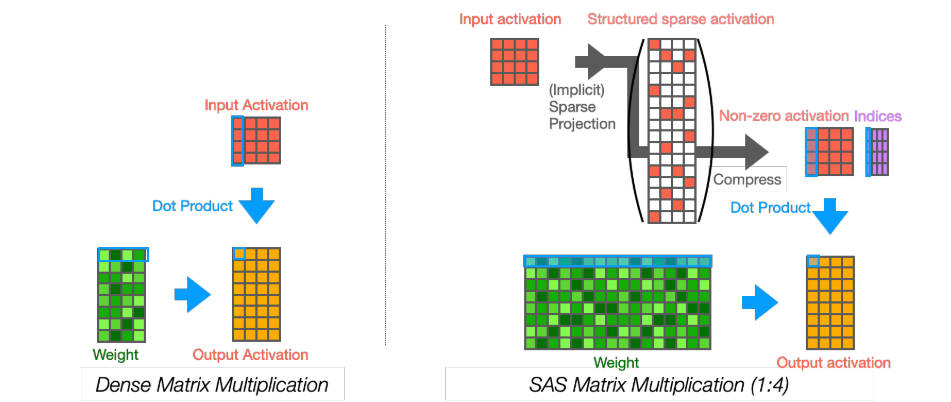 Input Activation
Dot Product
Weight
Output Activation
Dense Matrix Multiplication
Input activation
Structured sparse activation
(Implicit)
Sparse
Projection
Non-zero activation
Indices
Compress
Dot Product
Weight
Output activation
SAS Matrix Multiplication (1:4)